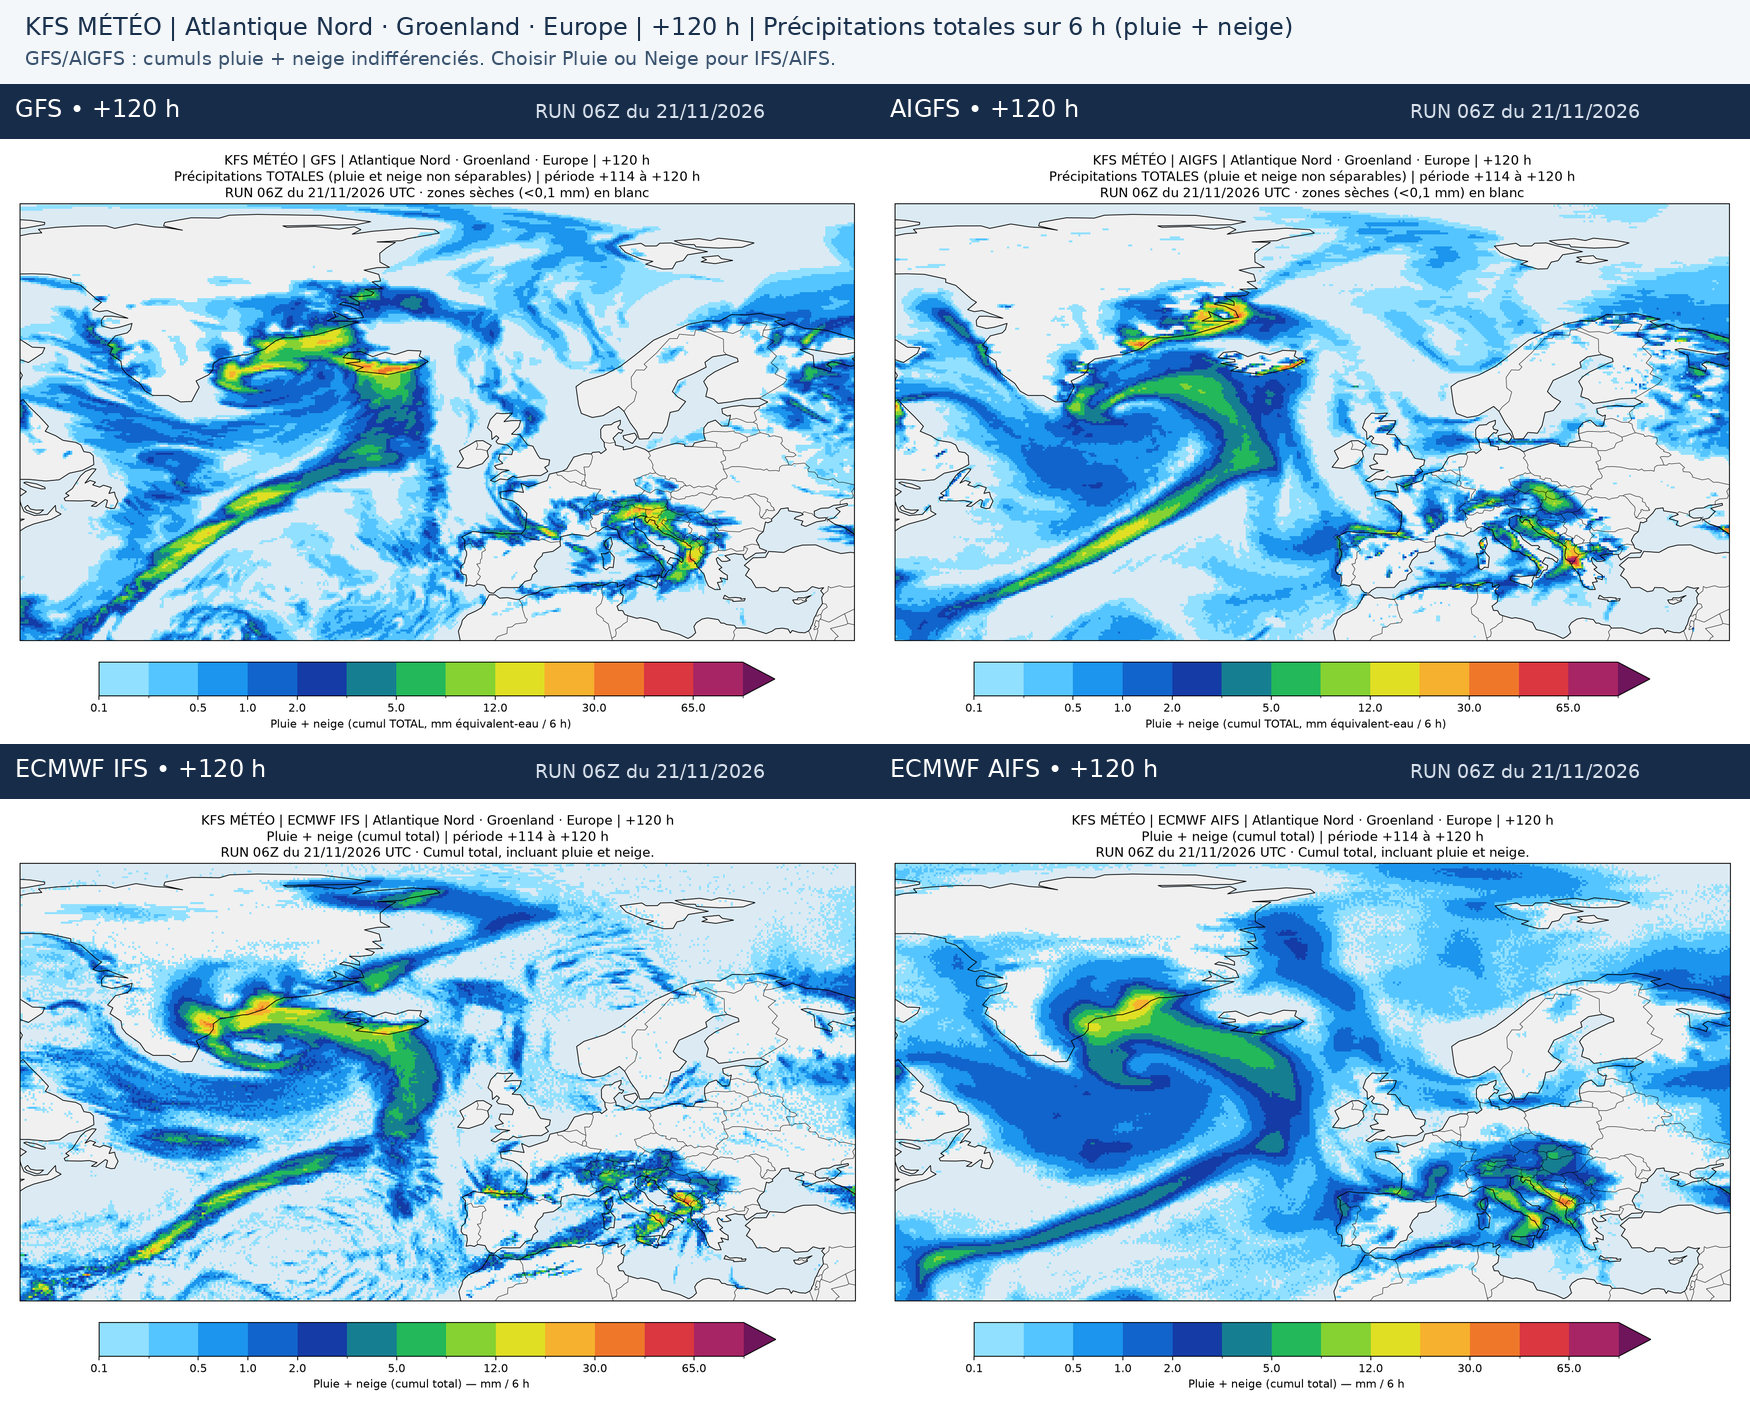 KFS MÉTÉO | Atlantique Nord · Groenland · Europe | +120 h | Précipitations totales sur 6 h (pluie + neige)
GFS/AIGFS : cumuls pluie + neige indifférenciés. Choisir Pluie ou Neige pour IFS/AIFS.
GFS • +120 h RUN 06Z du 21/11/2026
KFS MÉTÉO | GFS | Atlantique Nord · Groenland · Europe | +120 h
Précipitations TOTALES (pluie et neige non séparables) | période +114 à +120 h
RUN 06Z du 21/11/2026 UTC · zones sèches (<0,1 mm) en blanc
0.1 0.5 1.0 2.0 5.0 12.0 30.0 65.0
Pluie + neige (cumul TOTAL, mm équivalent-eau / 6 h)
AIGFS • +120 h RUN 06Z du 21/11/2026
KFS MÉTÉO | AIGFS | Atlantique Nord · Groenland · Europe | +120 h
Précipitations TOTALES (pluie et neige non séparables) | période +114 à +120 h
RUN 06Z du 21/11/2026 UTC · zones sèches (<0,1 mm) en blanc
0.1 0.5 1.0 2.0 5.0 12.0 30.0 65.0
Pluie + neige (cumul TOTAL, mm équivalent-eau / 6 h)
ECMWF IFS • +120 h RUN 06Z du 21/11/2026
KFS MÉTÉO | ECMWF IFS | Atlantique Nord · Groenland · Europe | +120 h
Pluie + neige (cumul total) | période +114 à +120 h
RUN 06Z du 21/11/2026 UTC · Cumul total, incluant pluie et neige.
0.1 0.5 1.0 2.0 5.0 12.0 30.0 65.0
Pluie + neige (cumul total) — mm / 6 h
ECMWF AIFS • +120 h RUN 06Z du 21/11/2026
KFS MÉTÉO | ECMWF AIFS | Atlantique Nord · Groenland · Europe | +120 h
Pluie + neige (cumul total) | période +114 à +120 h
RUN 06Z du 21/11/2026 UTC · Cumul total, incluant pluie et neige.
0.1 0.5 1.0 2.0 5.0 12.0 30.0 65.0
Pluie + neige (cumul total) — mm / 6 h